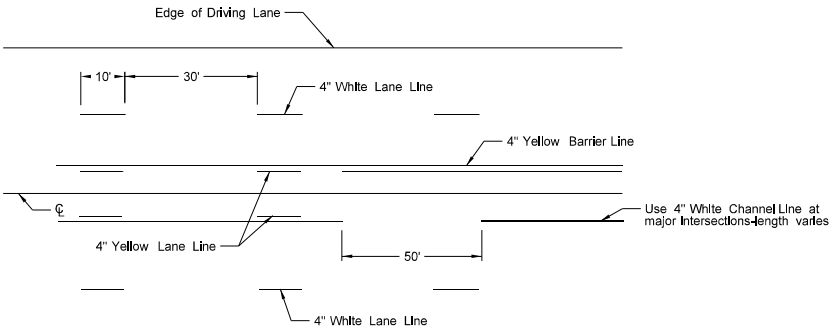 Edge of Driving Lane
10'
30'
4" White Lane Line
4" Yellow Barrier Line
℄
Use 4" White Channel Line at
major intersections-length varies
4" Yellow Lane Line
50'
4" White Lane Line